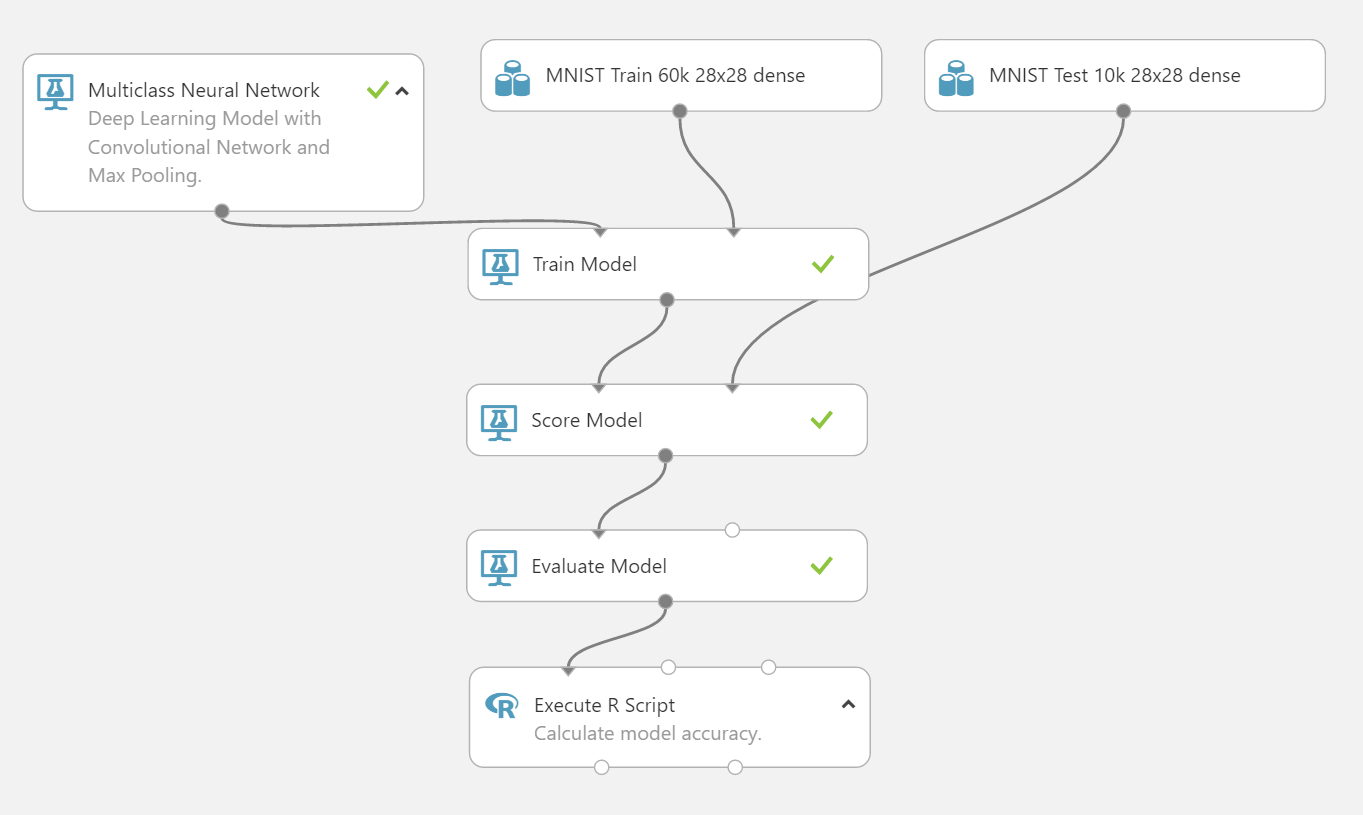 Multiclass Neural Network
Deep Learning Model with
Convolutional Network and
Max Pooling.
MNIST Train 60k 28x28 dense
MNIST Test 10k 28x28 dense
Train Model
Score Model
Evaluate Model
R
Execute R Script
Calculate model accuracy.